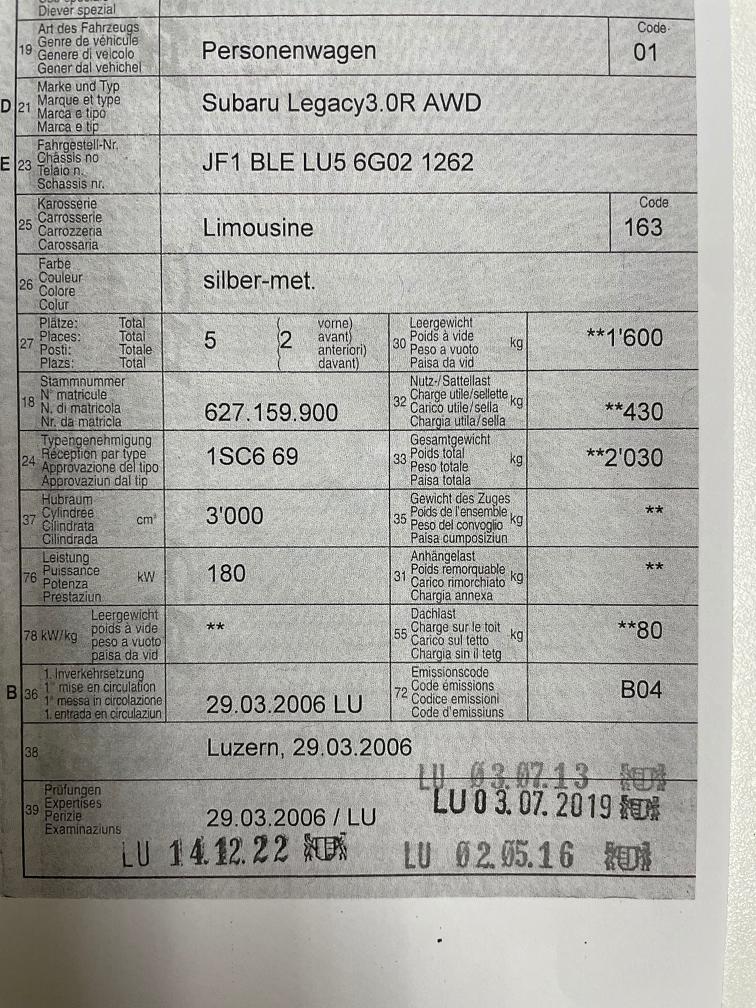 Diever spezial
19 Art des Fahrzeugs
Genre de véhicule
Genere di veicolo
Gener dal vehichel
Personenwagen
Code
01
D 21 Marke und Typ
Marque et type
Marca e tipo
Marca e tip
Subaru Legacy3.0R AWD
E 23 Fahrgestell-Nr.
Châssis no
Telaio n.
Schassis nr.
JF1 BLE LU5 6G02 1262
25 Karosserie
Carrosserie
Carrozzeria
Carossaria
Limousine
Code
163
26 Farbe
Couleur
Colore
Colur
silber-met.
27 Plätze: Total
Places: Total
Posti: Totale
Plazs: Total
5 (2 vorne)
avant)
anteriori)
davant)
30 Leergewicht
Poids à vide
Peso a vuoto
Paisa da vid
kg
**1'600
18 Stammnummer
N° matricule
N. di matricola
Nr. da matricla
627.159.900
32 Nutz-/Sattellast
Charge utile/sellette
Carico utile/sella
Chargia utila/sella
kg
**430
24 Typengenehmigung
Réception par type
Approvazione del tipo
Approvaziun dal tip
1SC6 69
33 Gesamtgewicht
Poids total
Peso totale
Paisa totala
kg
**2'030
37 Hubraum
Cylindrée
Cilindrata
Cilindrada
cm³
3'000
35 Gewicht des Zuges
Poids de l'ensemble
Peso del convoglio
Paisa cumposiziun
kg
**
76 Leistung
Puissance
Potenza
Prestaziun
kW
180
31 Anhängelast
Poids remorquable
Carico rimorchiato
Chargia annexa
kg
**
78 kW/kg Leergewicht
poids à vide
peso a vuoto
paisa da vid
**
55 Dachlast
Charge sur le toit
Carico sul tetto
Chargia sin il tetg
kg
**80
B 36 1. Inverkehrsetzung
1re mise en circulation
1a messa in circolazione
1. entrada en circulaziun
29.03.2006 LU
72 Emissionscode
Code émissions
Codice emissioni
Code d'emissiuns
B04
38
Luzern, 29.03.2006
LU 03.07.13
39 Prüfungen
Expertises
Perizie
Examinaziuns
29.03.2006 / LU
LU 03.07.2019
LU 14.12.22
LU 02.05.16